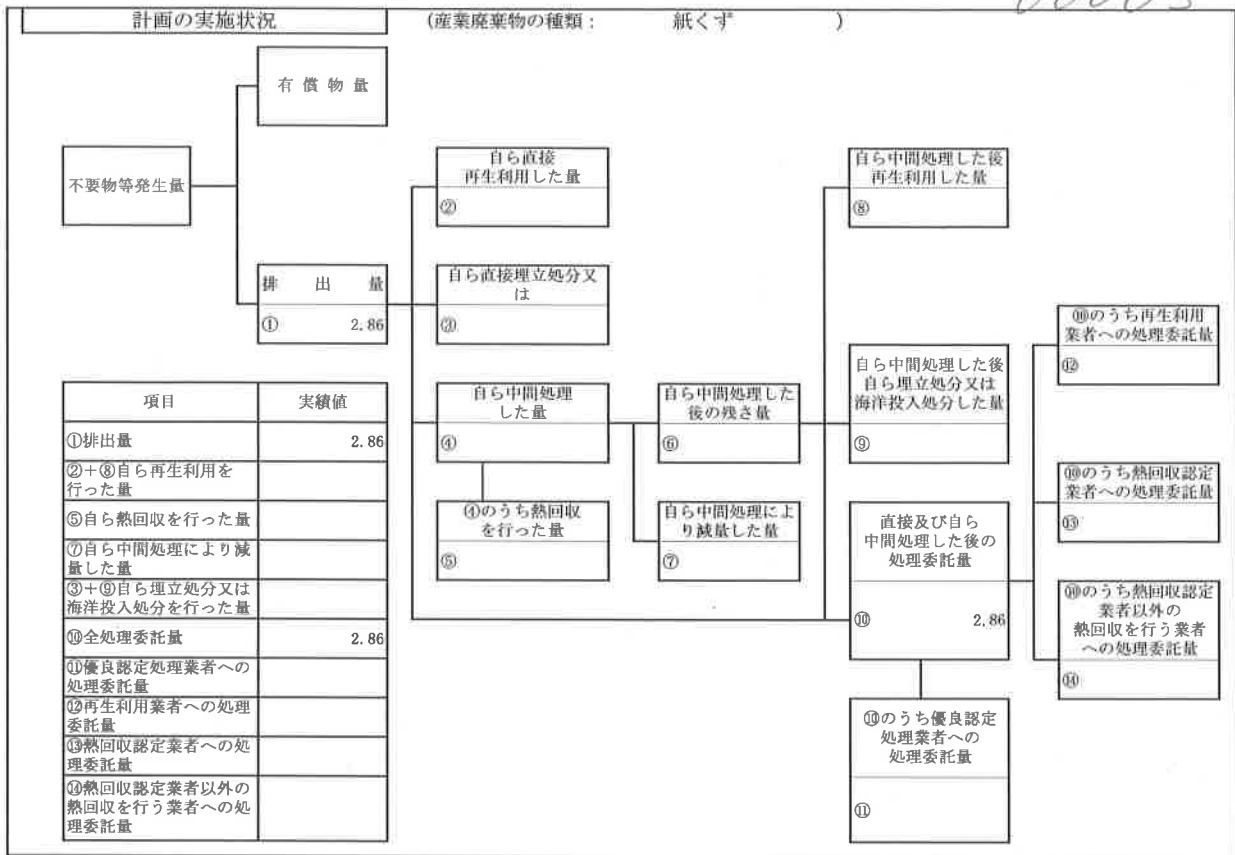 計画の実施状況
(産業廃棄物の種類： 紙くず )
有償物量
不要物等発生量
排出量
① 2.86
自ら直接
再生利用した量
②
自ら直接埋立処分又
は
③
自ら中間処理
した量
④
④のうち熱回収
を行った量
⑤
自ら中間処理した
後の残さ量
⑥
自ら中間処理によ
り減量した量
⑦
自ら中間処理した後
再生利用した量
⑧
自ら中間処理した後
自ら埋立処分又は
海洋投入処分した量
⑨
直接及び自ら
中間処理した後の
処理委託量
⑩ 2.86
⑩のうち優良認定
処理業者への
処理委託量
⑪
⑩のうち再生利用
業者への処理委託量
⑫
⑩のうち熱回収認定
業者への処理委託量
⑬
⑩のうち熱回収認定
業者以外の
熱回収を行う業者
への処理委託量
⑭
項目 実績値
①排出量 2.86
②＋⑧自ら再生利用を
行った量
⑤自ら熱回収を行った量
⑦自ら中間処理により減
量した量
③＋⑨自ら埋立処分又は
海洋投入処分を行った量
⑩全処理委託量 2.86
⑪優良認定処理業者への
処理委託量
⑫再生利用業者への処理
委託量
⑬熱回収認定業者への処
理委託量
⑭熱回収認定業者以外の
熱回収を行う業者への処
理委託量